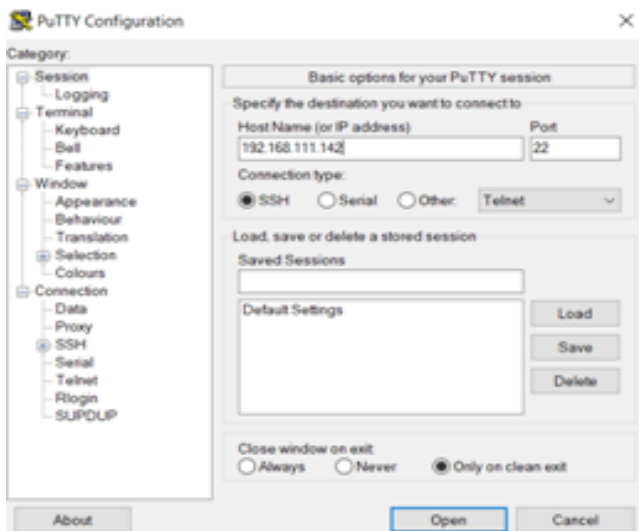 PuTTY Configuration
Category:
Session
Logging
Terminal
Keyboard
Bell
Features
Window
Appearance
Behaviour
Translation
Selection
Colours
Connection
Data
Proxy
SSH
Serial
Telnet
Rlogin
SUPDUP
Basic options for your PuTTY session
Specify the destination you want to connect to
Host Name (or IP address) Port
192.168.111.142 22
Connection type:
SSH Serial Other: Telnet
Load, save or delete a stored session
Saved Sessions
Default Settings
Load
Save
Delete
Close window on exit:
Always Never Only on clean exit
About Open Cancel